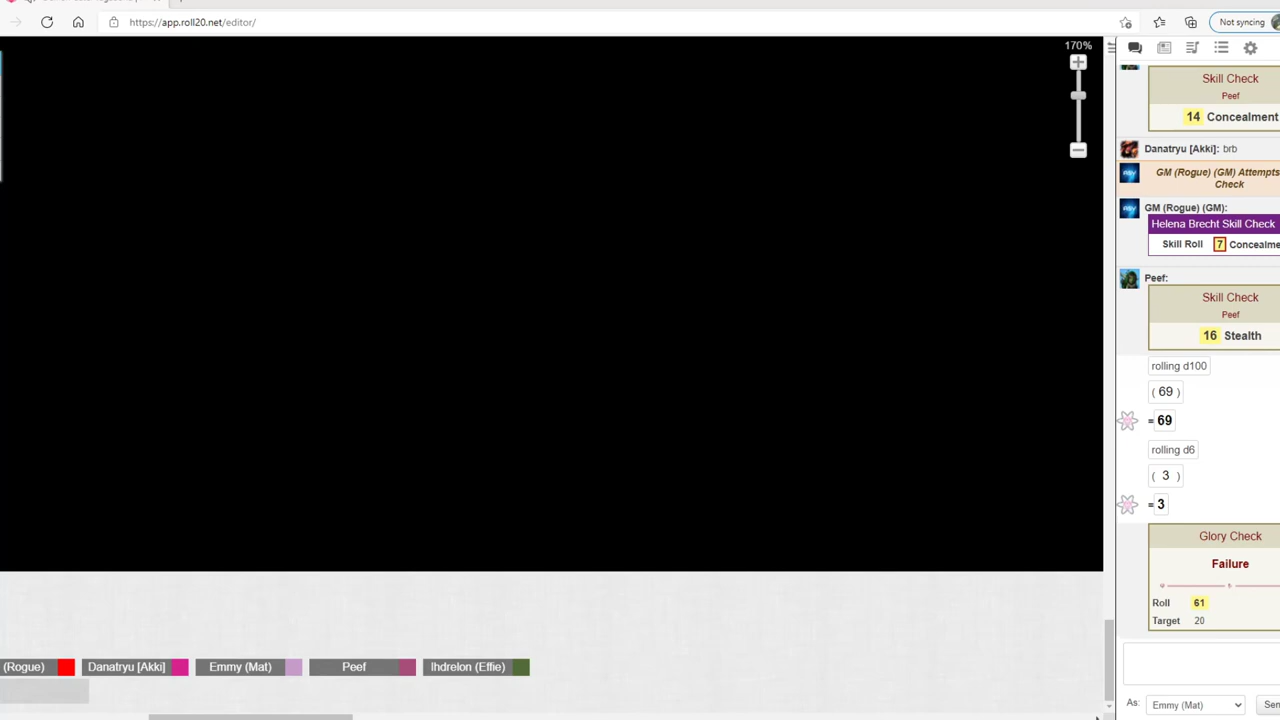 https://app.roll20.net/editor/
Not syncing
170%
Skill Check
Peef
14 Concealment
Danatryu [Akki]: brb
GM (Rogue) (GM) Attempts
Check
GM (Rogue) (GM):
Helena Brecht Skill Check
Skill Roll 7 Concealme
Peef:
Skill Check
Peef
16 Stealth
rolling d100
( 69 )
= 69
rolling d6
( 3 )
= 3
Glory Check
Failure
Roll 61
Target 20
(Rogue) Danatryu [Akki] Emmy (Mat) Peef Ihdrelon (Effie)
As: Emmy (Mat) Sen